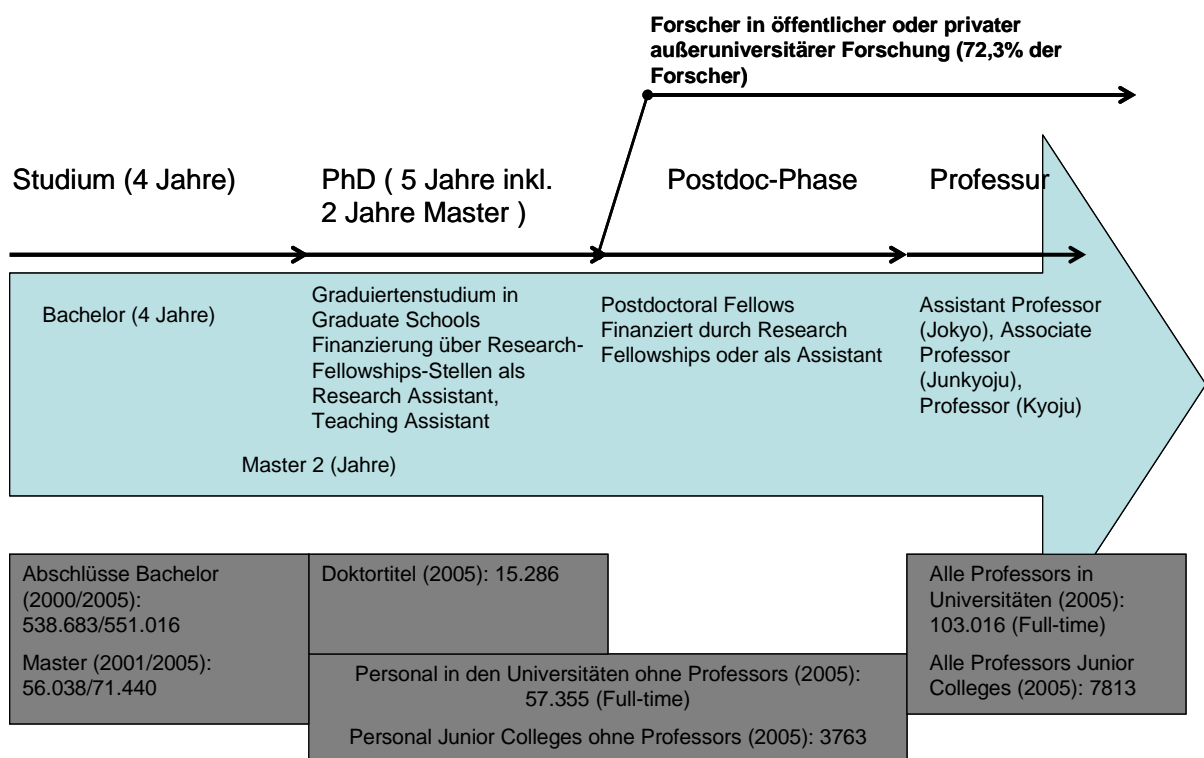 Forscher in öffentlicher oder privater
außeruniversitärer Forschung (72,3% der
Forscher)
Studium (4 Jahre)
PhD ( 5 Jahre inkl.
2 Jahre Master )
Postdoc-Phase
Professur
Bachelor (4 Jahre)
Graduiertenstudium in
Graduate Schools
Finanzierung über Research-
Fellowships-Stellen als
Research Assistant,
Teaching Assistant
Master 2 (Jahre)
Postdoctoral Fellows
Finanziert durch Research
Fellowships oder als Assistant
Assistant Professor
(Jokyo), Associate
Professor
(Junkyoju),
Professor (Kyoju)
Abschlüsse Bachelor
(2000/2005):
538.683/551.016
Master (2001/2005):
56.038/71.440
Doktortitel (2005): 15.286
Personal in den Universitäten ohne Professors (2005):
57.355 (Full-time)
Personal Junior Colleges ohne Professors (2005): 3763
Alle Professors in
Universitäten (2005):
103.016 (Full-time)
Alle Professors Junior
Colleges (2005): 7813